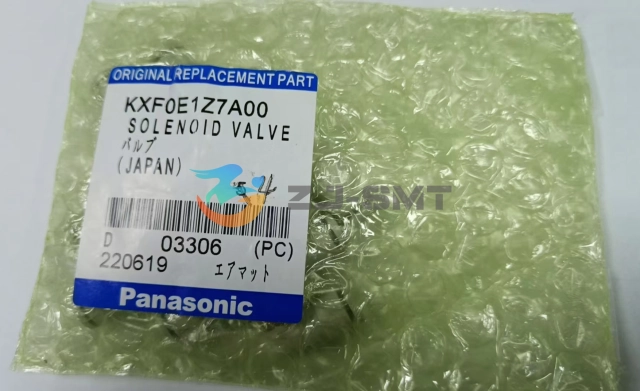 ORIGINAL REPLACEMENT PART
KXF0E1Z7A00
SOLENOID VALVE
バルブ
(JAPAN)
54
ZJ SMT
D 03306 (PC)
220619 エアマット
Panasonic